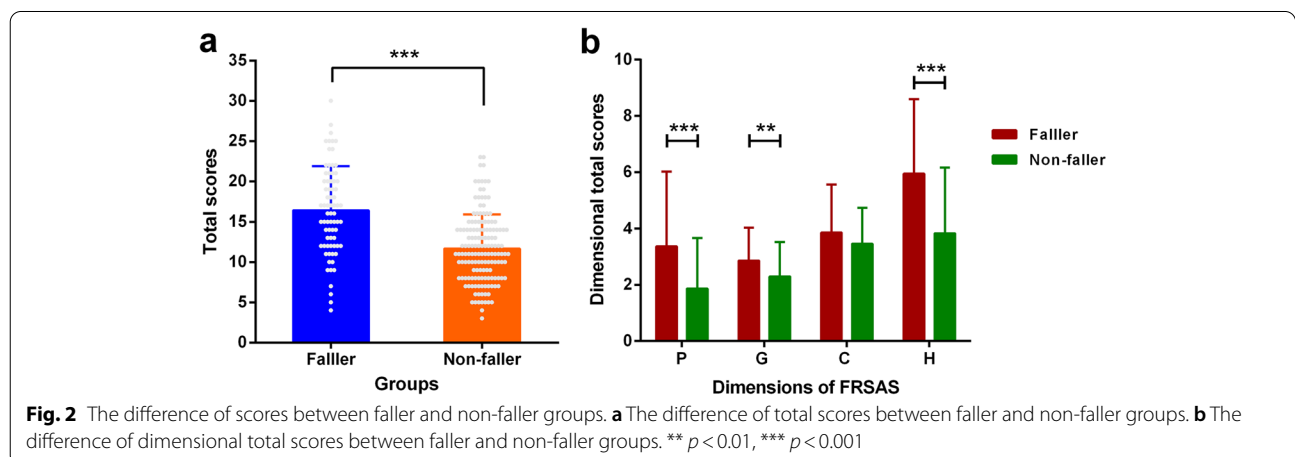 a
***
Total scores
35
30
25
20
15
10
5
0
Falller
Non-faller
Groups
b
***
**
***
Dimensional total scores
10
8
6
4
2
0
P
G
C
H
Dimensions of FRSAS
Falller
Non-faller
Fig. 2 The difference of scores between faller and non-faller groups. a The difference of total scores between faller and non-faller groups. b The
difference of dimensional total scores between faller and non-faller groups. ** p < 0.01, *** p < 0.001